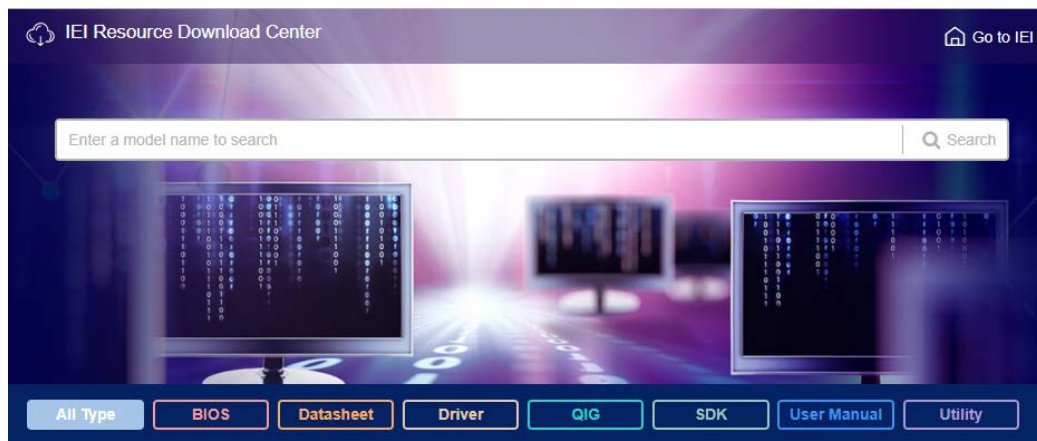 IEI Resource Download Center
Go to IEI
Enter a model name to search
Search
All Type
BIOS
Datasheet
Driver
QIG
SDK
User Manual
Utility